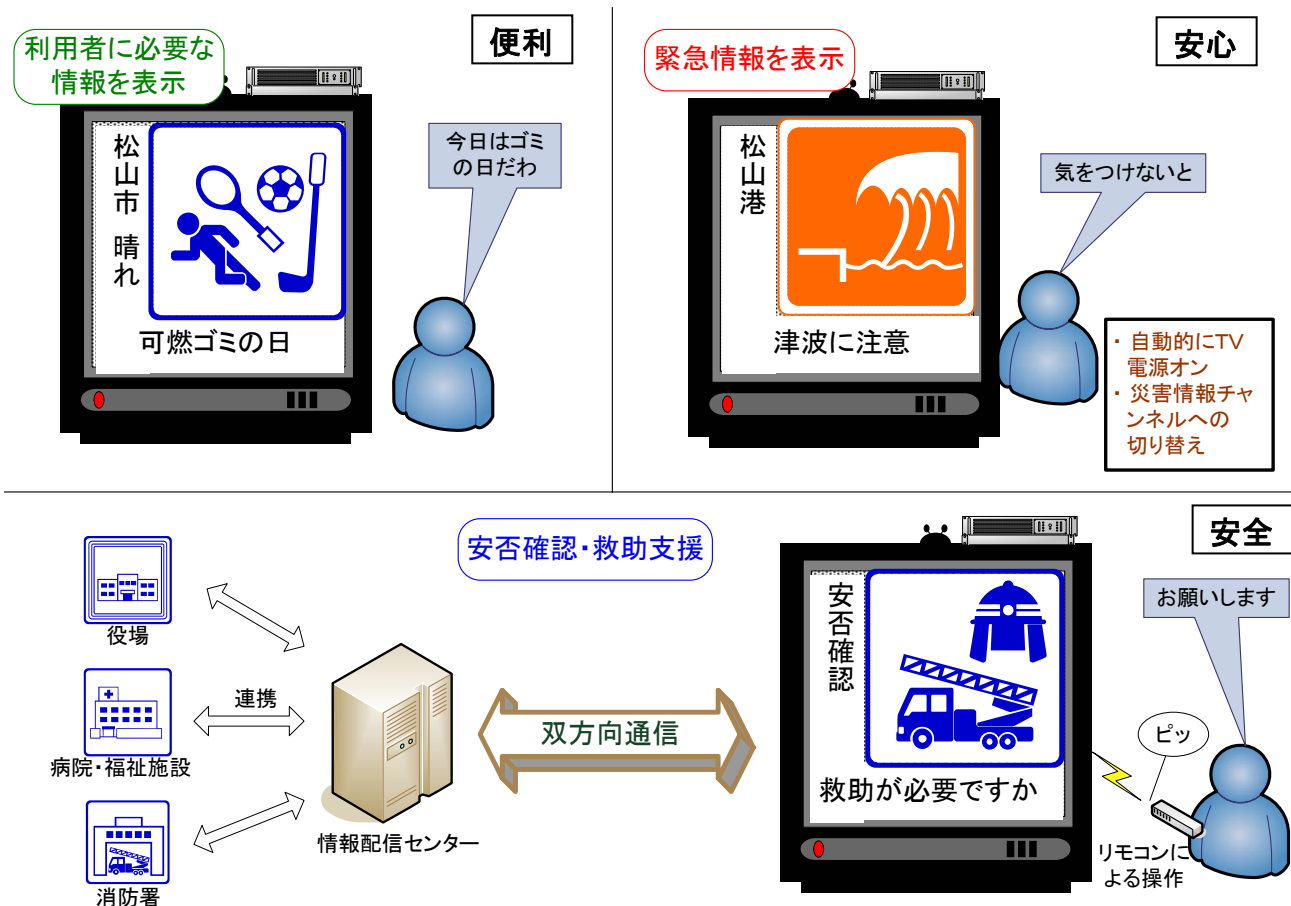 利用者に必要な
情報を表示
便利
松山市 晴れ
可燃ゴミの日
今日はゴミ
の日だわ
緊急情報を表示
安心
松山港
津波に注意
気をつけないと
・ 自動的にTV
電源オン
・ 災害情報チャ
ンネルへの
切り替え
安否確認・救助支援
安全
役場
連携
病院・福祉施設
消防署
情報配信センター
双方向通信
安否確認
救助が必要ですか
お願いします
ピッ
リモコンに
よる操作